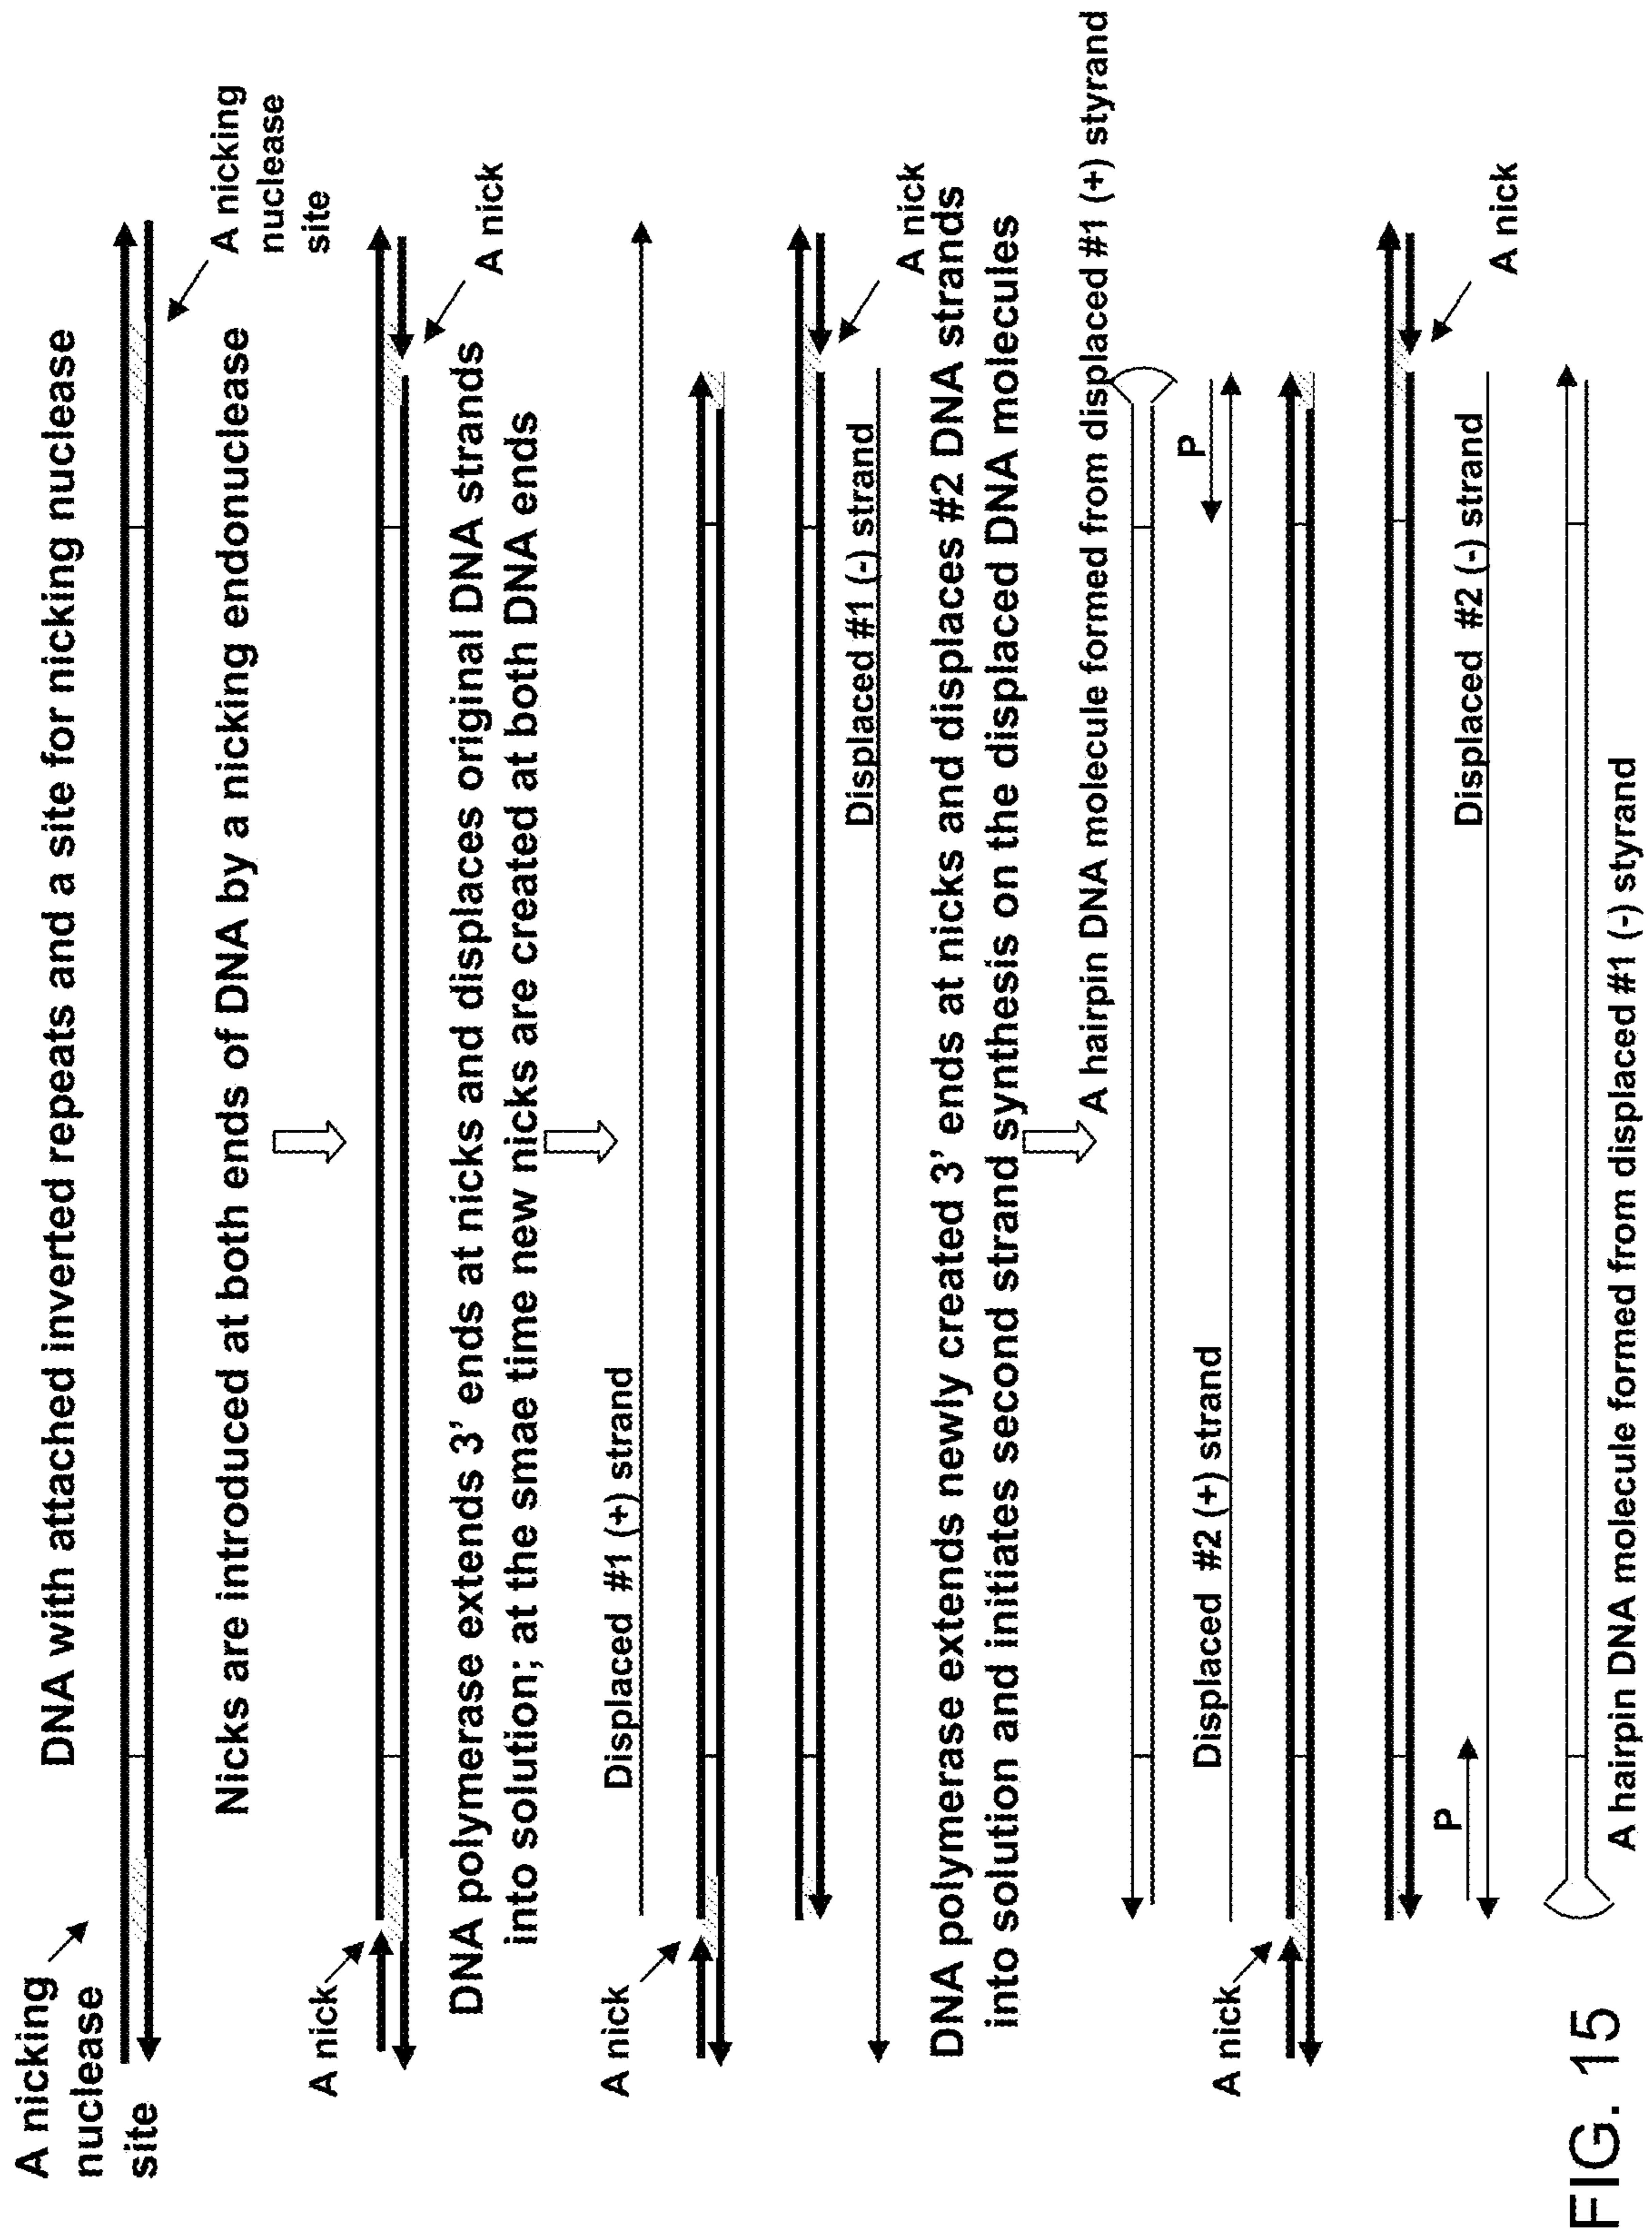 A nicking
nuclease
site
DNA with attached inverted repeats and a site for nicking nuclease
A nicking
nuclease
site
Nicks are introduced at both ends of DNA by a nicking endonuclease
A nick
A nick
DNA polymerase extends 3’ ends at nicks and displaces original DNA strands
into solution; at the smae time new nicks are created at both DNA ends
Displaced #1 (+) strand
A nick
A nick
Displaced #1 (-) strand
DNA polymerase extends newly created 3’ ends at nicks and displaces #2 DNA strands
into solution and initiates second strand synthesis on the displaced DNA molecules
A hairpin DNA molecule formed from displaced #1 (+) styrand
P
Displaced #2 (+) strand
A nick
A nick
P
Displaced #2 (-) strand
A hairpin DNA molecule formed from displaced #1 (-) styrand
FIG. 15